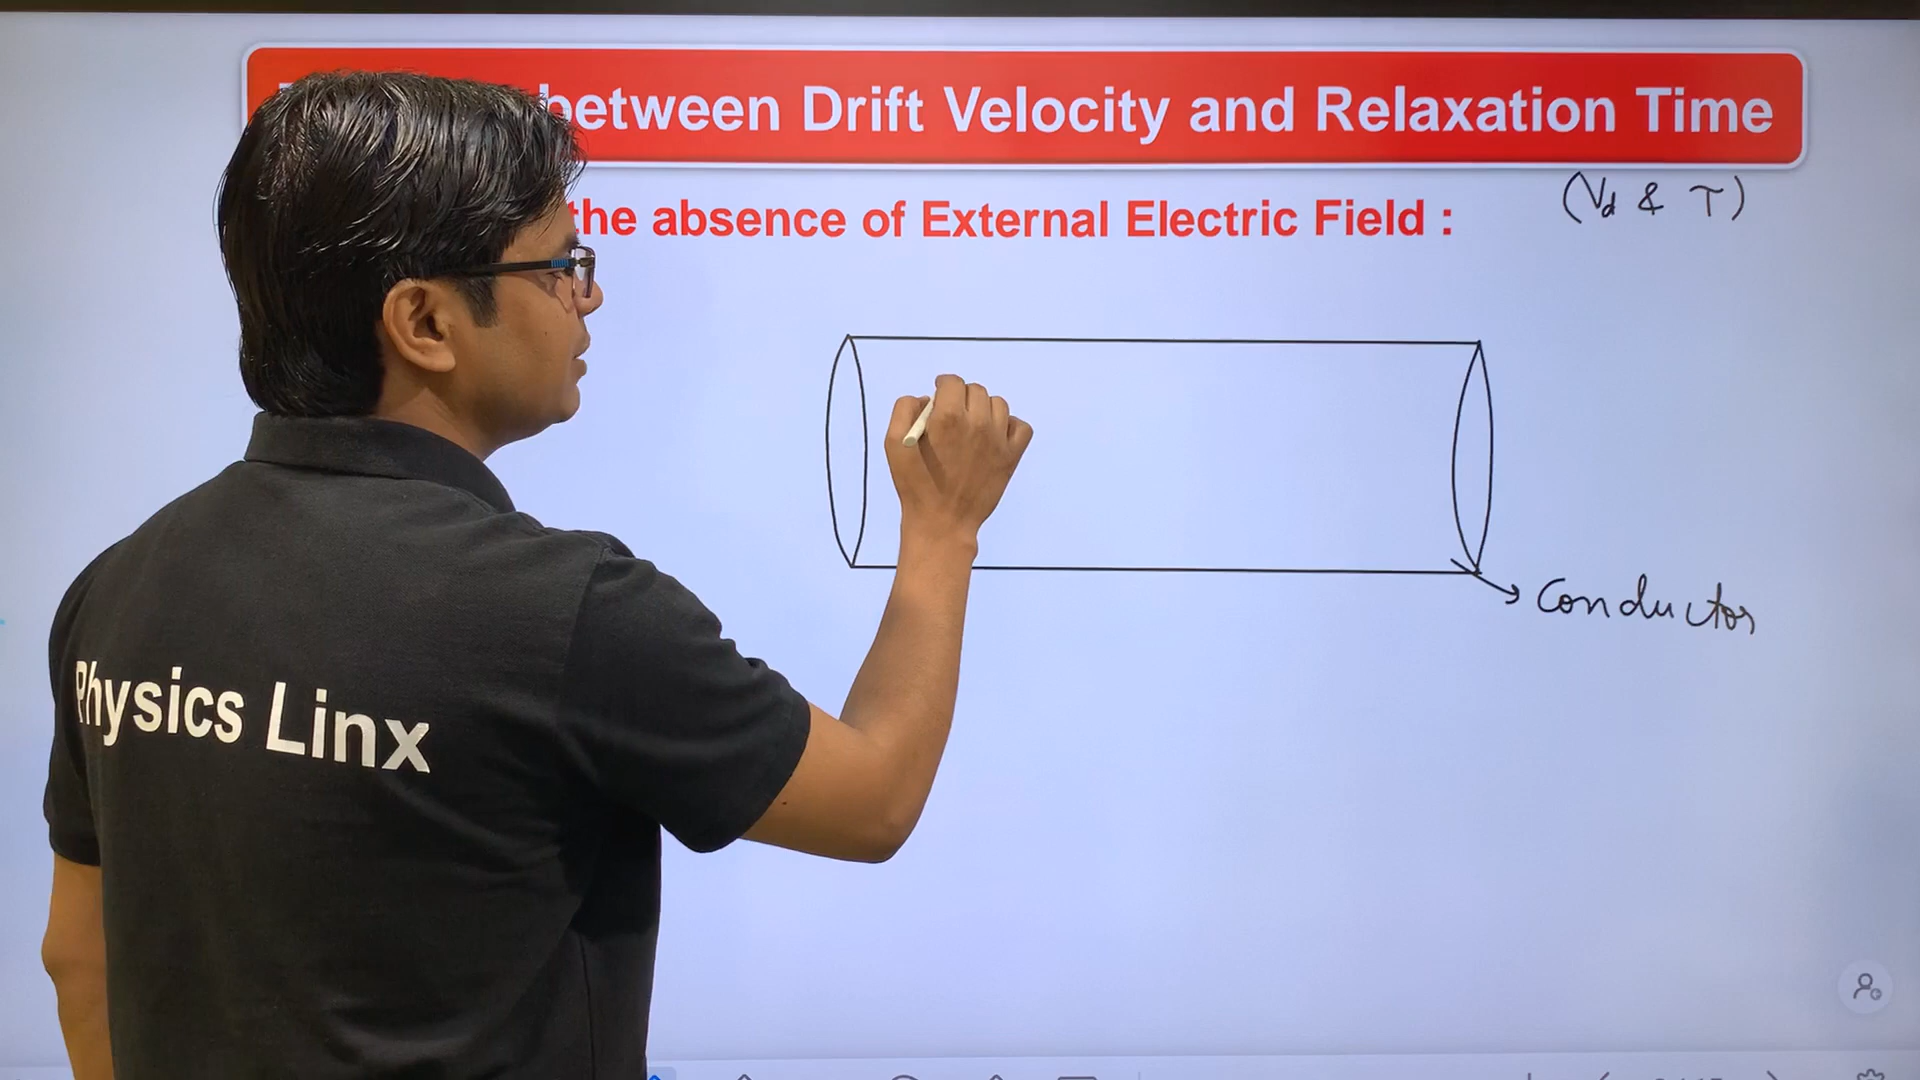 between Drift Velocity and Relaxation Time
(Vd & τ)
the absence of External Electric Field :
Conductor
Physics Linx